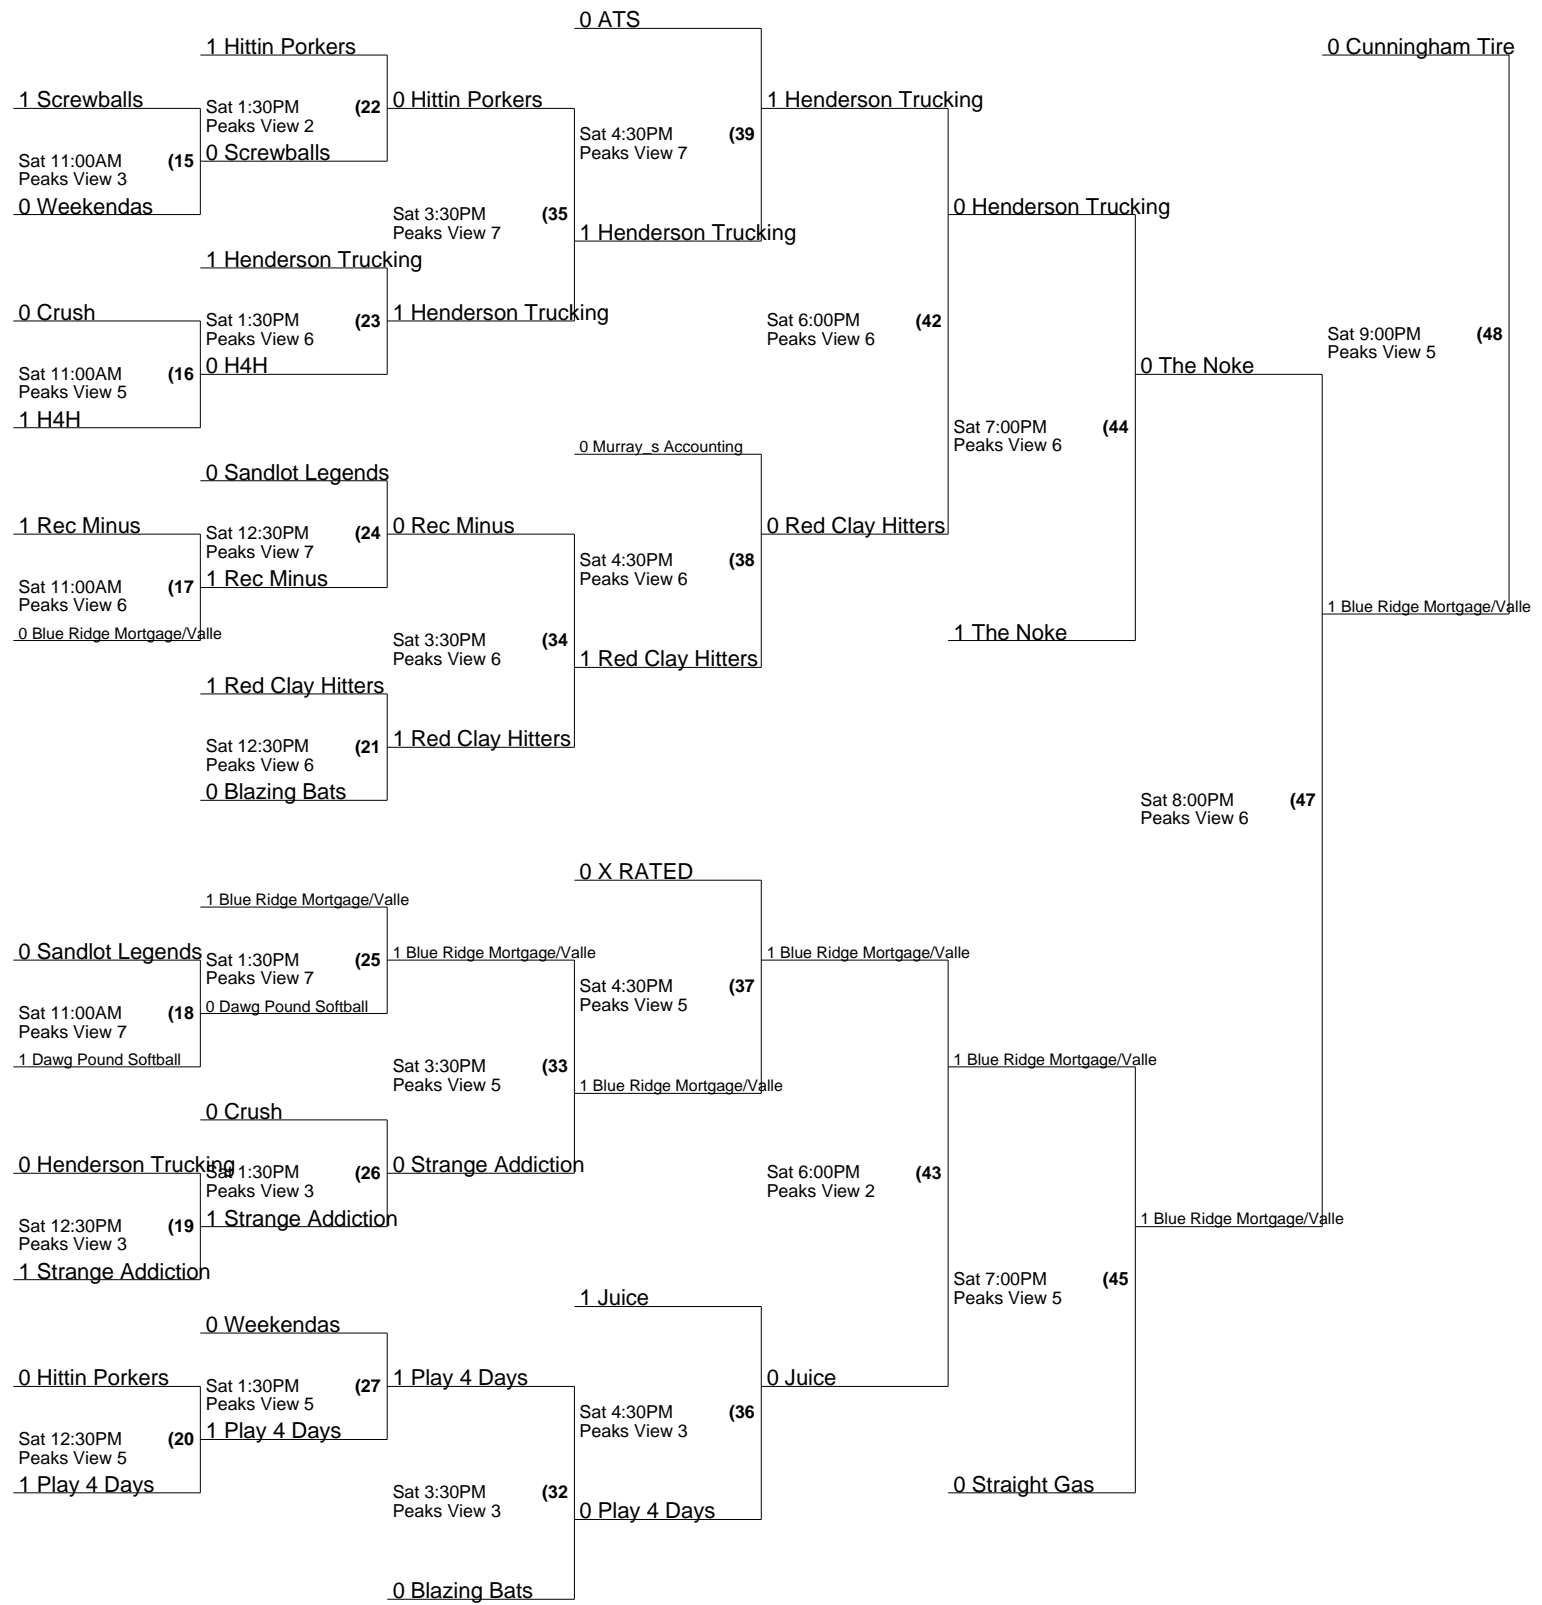 0 ATS
1 Hittin Porkers
0 Cunningham Tire
1 Screwballs
Sat 1:30PM (22
Peaks View 2
0 Hittin Porkers
1 Henderson Trucking
Sat 4:30PM (39
Peaks View 7
0 Screwballs
Sat 11:00AM (15
Peaks View 3
0 Weekendas
Sat 3:30PM (35
Peaks View 7
0 Henderson Trucking
1 Henderson Trucking
1 Henderson Trucking
0 Crush
Sat 1:30PM (23
Peaks View 6
1 Henderson Trucking
Sat 6:00PM (42
Peaks View 6
Sat 9:00PM (48
Peaks View 5
0 H4H
0 The Noke
Sat 11:00AM (16
Peaks View 5
1 H4H
Sat 7:00PM (44
Peaks View 6
0 Murray_s Accounting
0 Sandlot Legends
1 Rec Minus
Sat 12:30PM (24
Peaks View 7
0 Rec Minus
0 Red Clay Hitters
Sat 4:30PM (38
Peaks View 6
1 Rec Minus
Sat 11:00AM (17
Peaks View 6
1 Blue Ridge Mortgage/Valle
0 Blue Ridge Mortgage/Valle
Sat 3:30PM (34
Peaks View 6
1 The Noke
1 Red Clay Hitters
1 Red Clay Hitters
Sat 12:30PM (21
Peaks View 6
1 Red Clay Hitters
0 Blazing Bats
Sat 8:00PM (47
Peaks View 6
0 X RATED
1 Blue Ridge Mortgage/Valle
0 Sandlot Legends
Sat 1:30PM (25
Peaks View 7
1 Blue Ridge Mortgage/Valle
1 Blue Ridge Mortgage/Valle
Sat 4:30PM (37
Peaks View 5
0 Dawg Pound Softball
Sat 11:00AM (18
Peaks View 7
1 Dawg Pound Softball
Sat 3:30PM (33
Peaks View 5
1 Blue Ridge Mortgage/Valle
1 Blue Ridge Mortgage/Valle
0 Crush
0 Henderson Trucking
Sat 1:30PM (26
Peaks View 3
0 Strange Addiction
Sat 6:00PM (43
Peaks View 2
1 Strange Addiction
Sat 12:30PM (19
Peaks View 3
1 Blue Ridge Mortgage/Valle
1 Strange Addiction
Sat 7:00PM (45
Peaks View 5
1 Juice
0 Weekendas
0 Hittin Porkers
Sat 1:30PM (27
Peaks View 5
1 Play 4 Days
0 Juice
Sat 4:30PM (36
Peaks View 3
1 Play 4 Days
Sat 12:30PM (20
Peaks View 5
1 Play 4 Days
0 Straight Gas
Sat 3:30PM (32
Peaks View 3
0 Play 4 Days
0 Blazing Bats